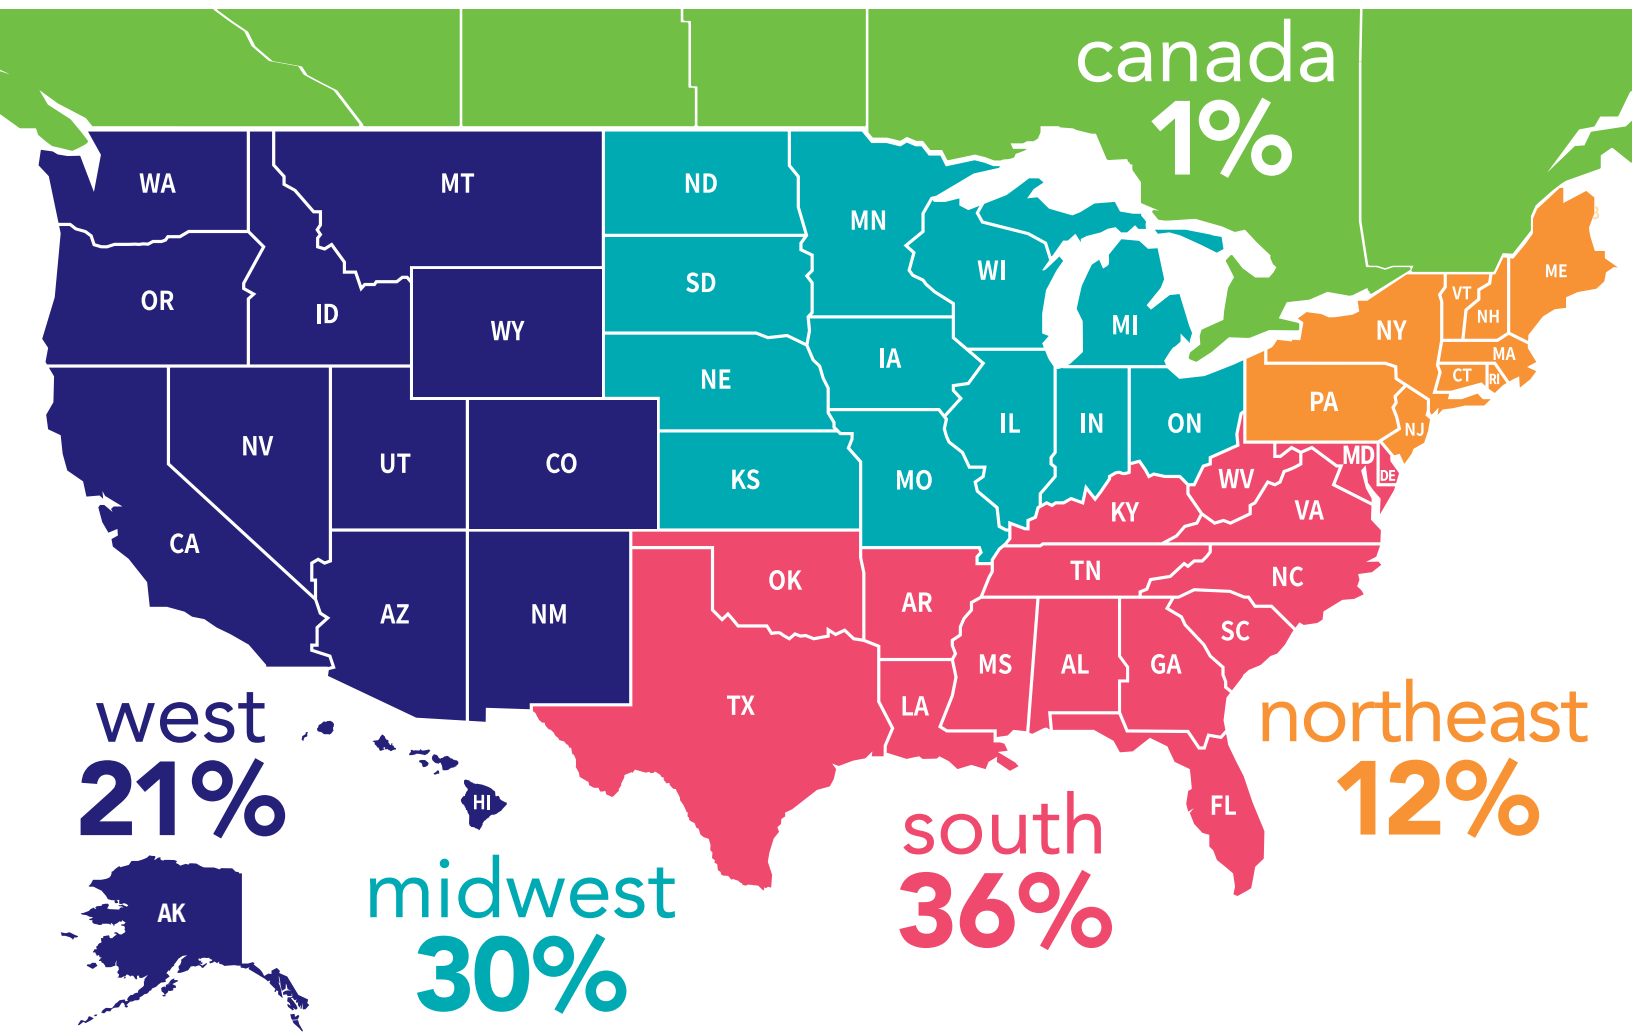 canada
1%
WA
MT
ND
MN
OR
ID
WY
SD
WI
MI
ME
VT
NH
NY
MA
CT
RI
NE
IA
PA
NJ
NV
UT
CO
KS
MO
IL
IN
ON
MD
DE
WV
VA
KY
CA
AZ
NM
OK
AR
TN
NC
SC
TX
LA
MS
AL
GA
FL
HI
AK
west
21%
midwest
30%
south
36%
northeast
12%